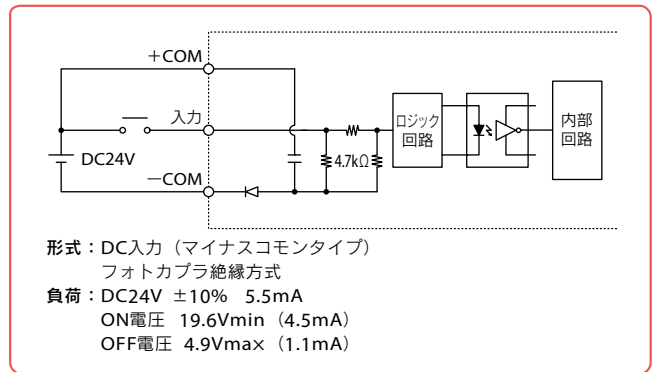 +COM
入力
DC24V
−COM
4.7kΩ
ロジック
回路
内部
回路
形式：DC入力（マイナスコモンタイプ）
フォトカプラ絶縁方式
負荷：DC24V ±10% 5.5mA
ON電圧 19.6Vmin（4.5mA）
OFF電圧 4.9Vmax（1.1mA）